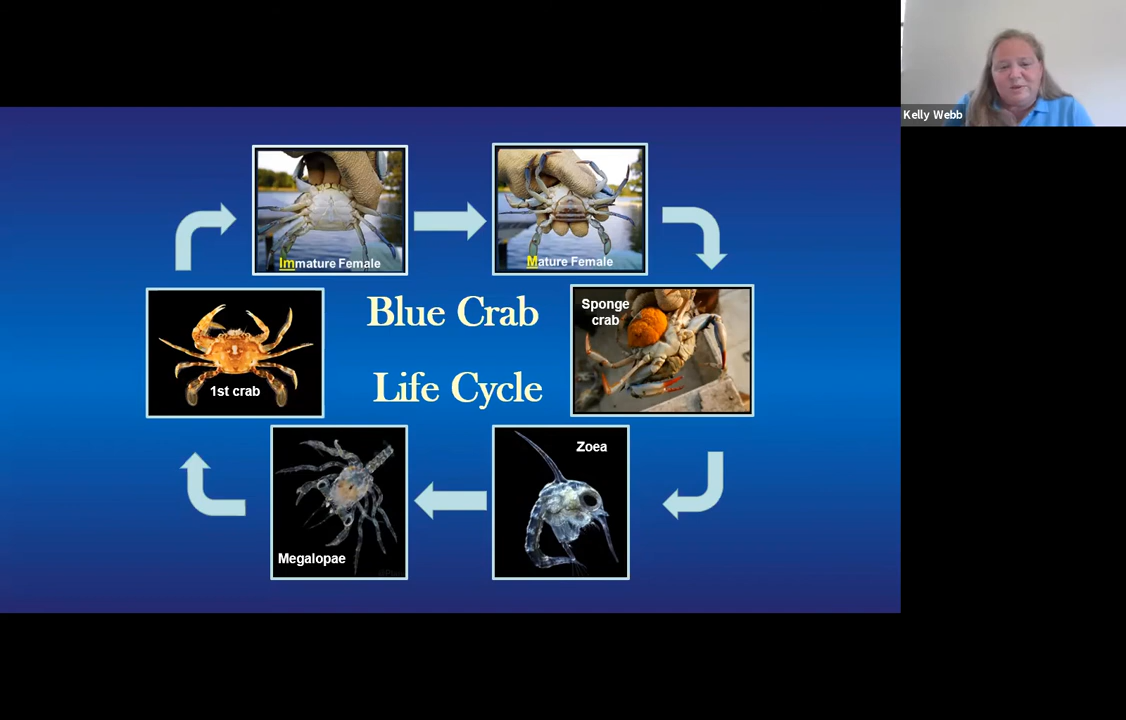 Kelly Webb
Immature Female
Mature Female
Blue Crab
Life Cycle
Sponge
crab
1st crab
Zoea
Megalopae